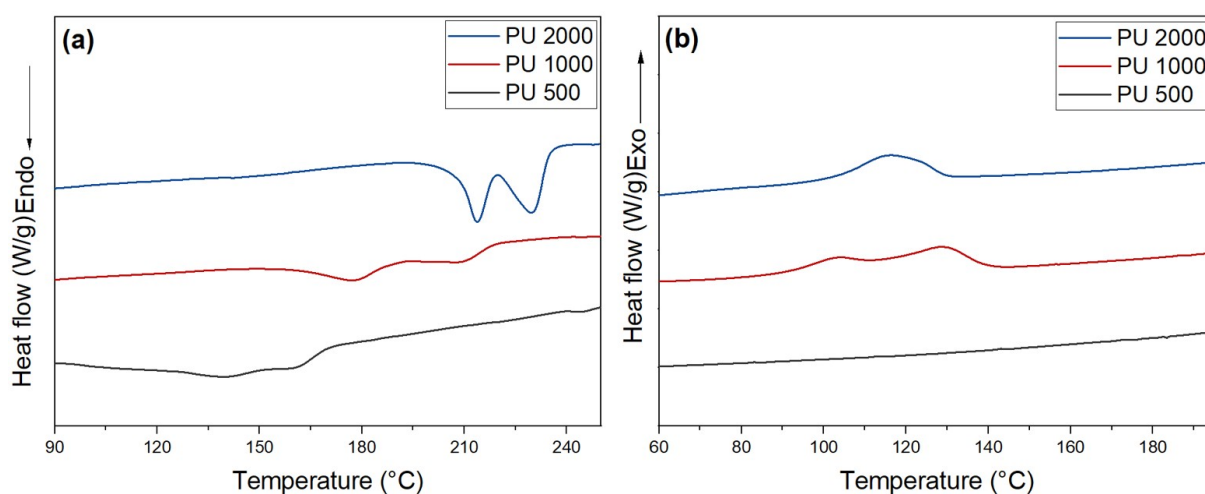 (a)
PU 2000
PU 1000
PU 500
Heat flow (W/g)Endo
90 120 150 180 210 240
Temperature (°C)
(b)
PU 2000
PU 1000
PU 500
Heat flow (W/g)Exo
60 80 100 120 140 160 180
Temperature (°C)